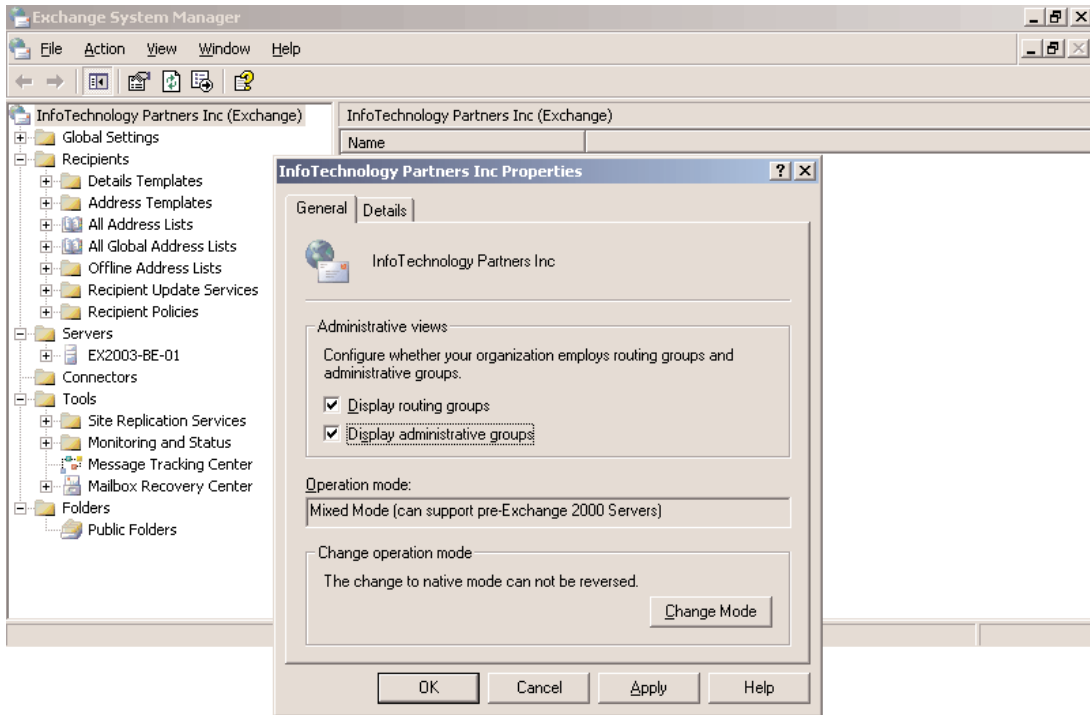 Exchange System Manager
File Action View Window Help
InfoTechnology Partners Inc (Exchange)
Global Settings
Recipients
Details Templates
Address Templates
All Address Lists
All Global Address Lists
Offline Address Lists
Recipient Update Services
Recipient Policies
Servers
EX2003-BE-01
Connectors
Tools
Site Replication Services
Monitoring and Status
Message Tracking Center
Mailbox Recovery Center
Folders
Public Folders
InfoTechnology Partners Inc (Exchange)
Name
InfoTechnology Partners Inc Properties
General Details
InfoTechnology Partners Inc
Administrative views
Configure whether your organization employs routing groups and
administrative groups.
Display routing groups
Display administrative groups
Operation mode:
Mixed Mode (can support pre-Exchange 2000 Servers)
Change operation mode
The change to native mode can not be reversed.
Change Mode
OK Cancel Apply Help